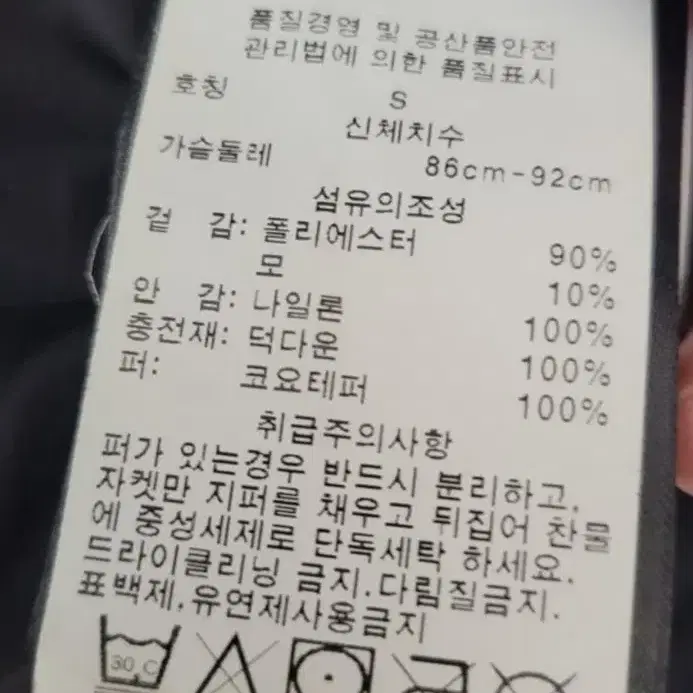 품질경영 및 공산품안전
관리법에 의한 품질표시
호칭 S
신체치수
가슴둘레 86cm-92cm
섬유의조성
겉 감: 폴리에스터 90%
모 10%
안 감: 나일론 100%
충전재: 덕다운 100%
퍼: 코요테퍼 100%
취급주의사항
퍼가 있는경우 반드시 분리하고,
자켓만 지퍼를 채우고 뒤집어 찬물
에 중성세제로 단독세탁 하세요.
드라이클리닝 금지.다림질금지.
표백제,유연제사용금지
30 C